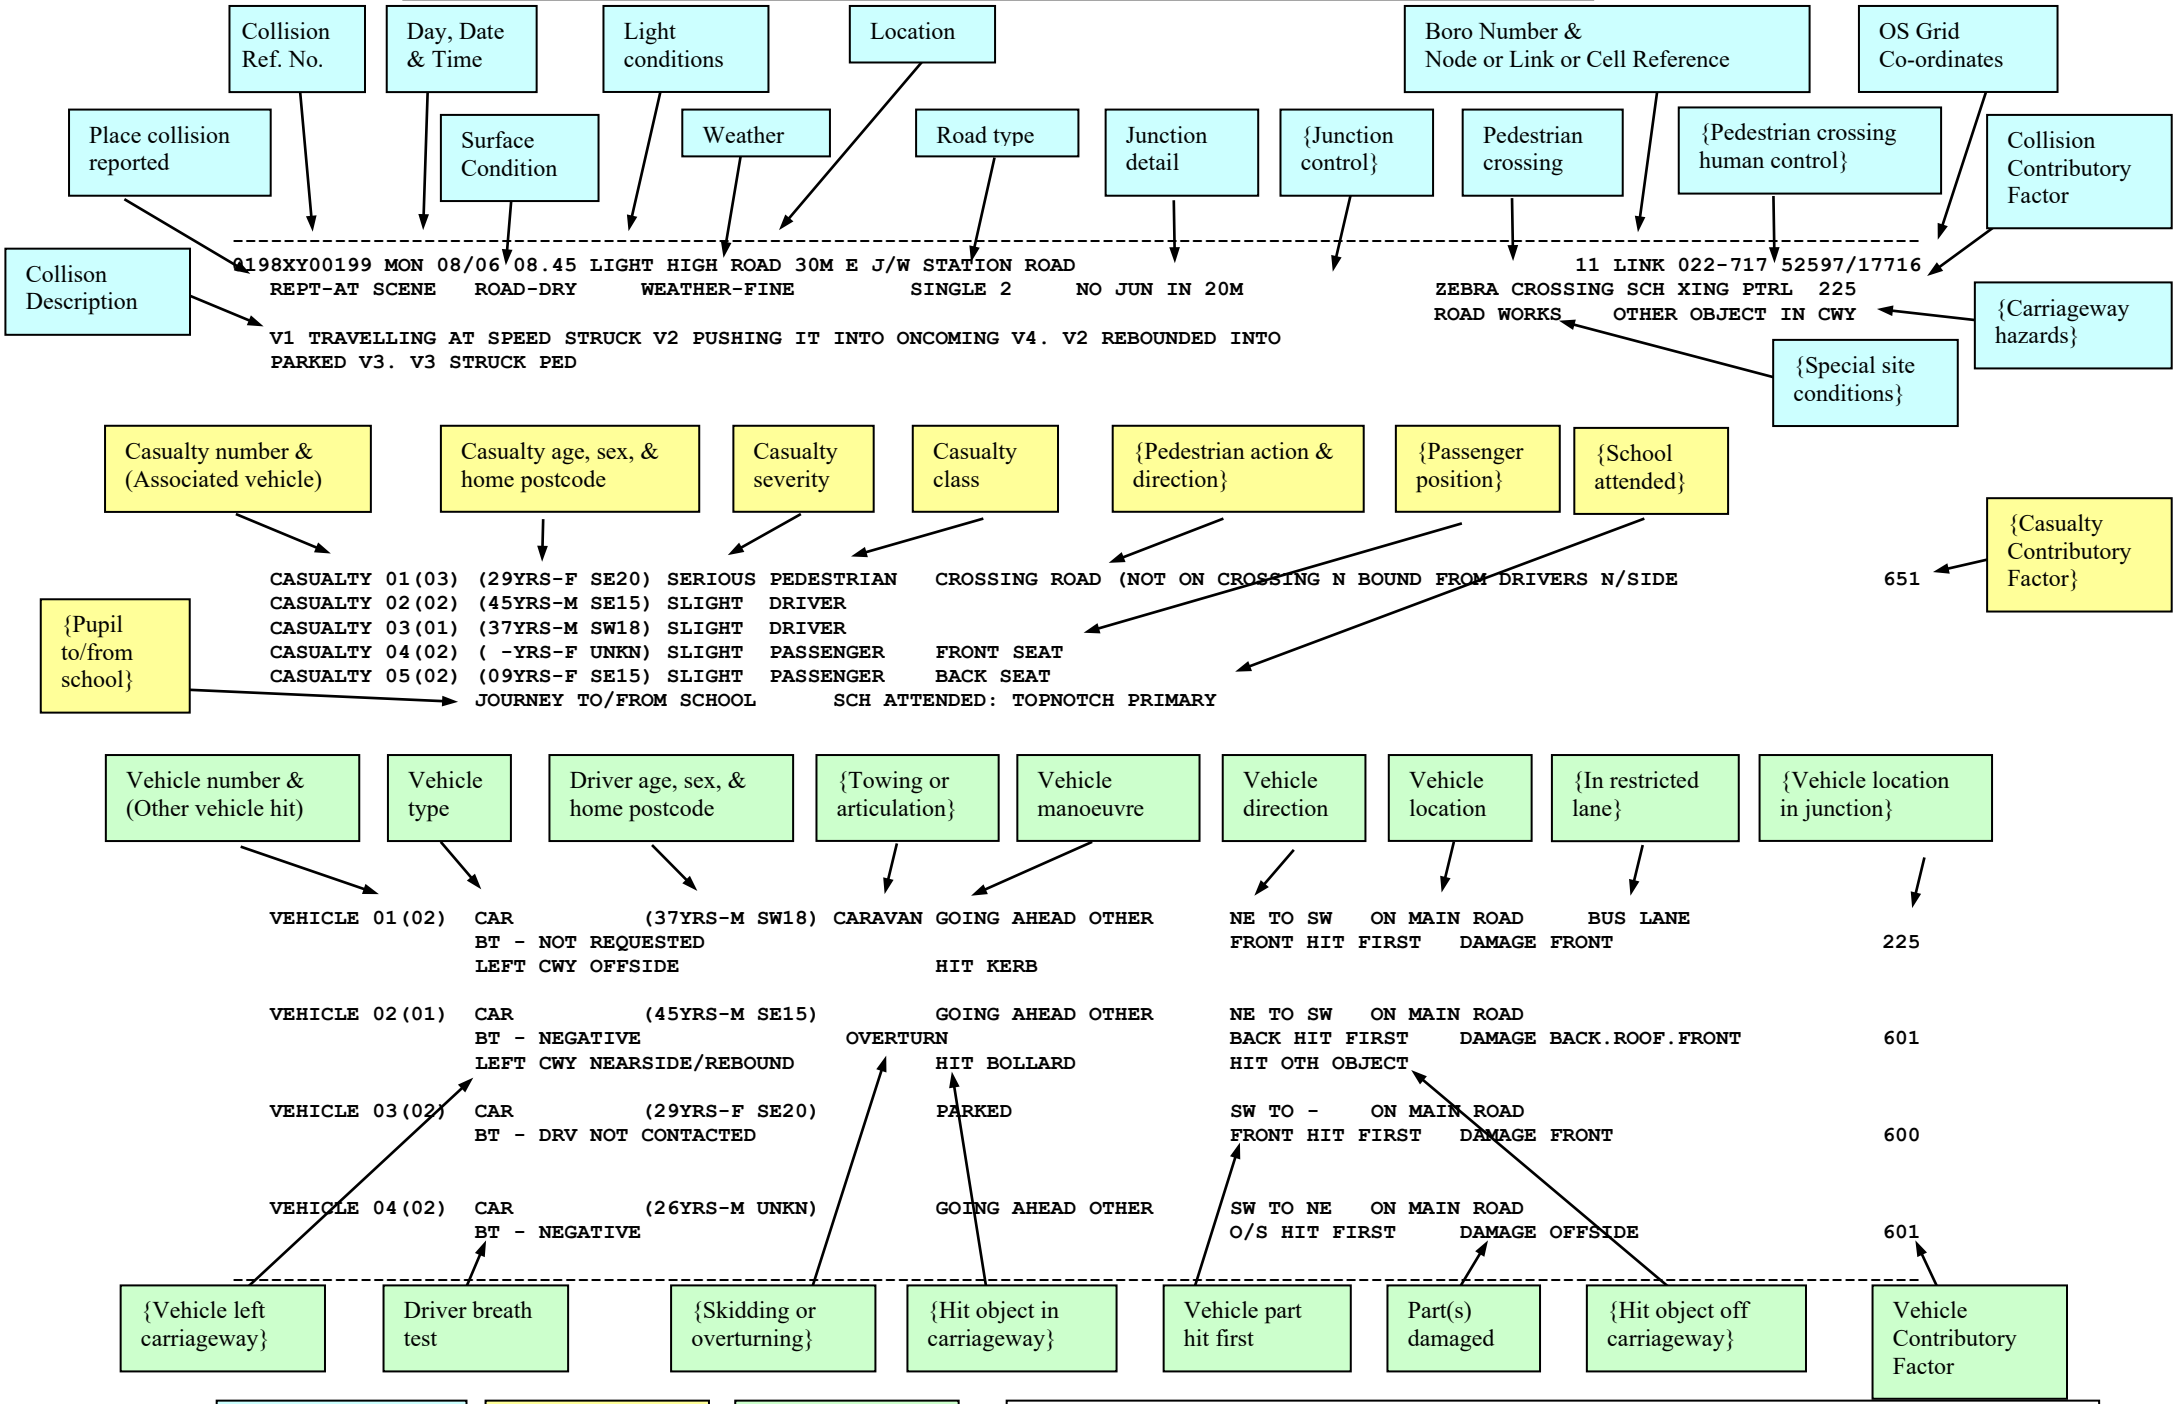 Collision
Ref. No.
Day, Date
& Time
Light
conditions
Location
Boro Number &
Node or Link or Cell Reference
OS Grid
Co-ordinates
Place collision
reported
Surface
Condition
Weather
Road type
Junction
detail
{Junction
control}
Pedestrian
crossing
{Pedestrian crossing
human control}
Collision
Contributory
Factor
Collison
Description
0198XY00199 MON 08/06 08.45 LIGHT HIGH ROAD 30M E J/W STATION ROAD 11 LINK 022-717 52597/17716
REPT-AT SCENE ROAD-DRY WEATHER-FINE SINGLE 2 NO JUN IN 20M ZEBRA CROSSING SCH XING PTRL 225
ROAD WORKS OTHER OBJECT IN CWY
V1 TRAVELLING AT SPEED STRUCK V2 PUSHING IT INTO ONCOMING V4. V2 REBOUNDED INTO
PARKED V3. V3 STRUCK PED
{Carriageway
hazards}
{Special site
conditions}
Casualty number &
(Associated vehicle)
Casualty age, sex, &
home postcode
Casualty
severity
Casualty
class
{Pedestrian action &
direction}
{Passenger
position}
{School
attended}
{Casualty
Contributory
Factor}
CASUALTY 01(03) (29YRS-F SE20) SERIOUS PEDESTRIAN CROSSING ROAD (NOT ON CROSSING N BOUND FROM DRIVERS N/SIDE 651
CASUALTY 02(02) (45YRS-M SE15) SLIGHT DRIVER
CASUALTY 03(01) (37YRS-M SW18) SLIGHT DRIVER
CASUALTY 04(02) ( -YRS-F UNKN) SLIGHT PASSENGER FRONT SEAT
CASUALTY 05(02) (09YRS-F SE15) SLIGHT PASSENGER BACK SEAT
JOURNEY TO/FROM SCHOOL SCH ATTENDED: TOPNOTCH PRIMARY
{Pupil
to/from
school}
Vehicle number &
(Other vehicle hit)
Vehicle
type
Driver age, sex, &
home postcode
{Towing or
articulation}
Vehicle
manoeuvre
Vehicle
direction
Vehicle
location
{In restricted
lane}
{Vehicle location
in junction}
VEHICLE 01(02) CAR (37YRS-M SW18) CARAVAN GOING AHEAD OTHER NE TO SW ON MAIN ROAD BUS LANE
BT - NOT REQUESTED FRONT HIT FIRST DAMAGE FRONT 225
LEFT CWY OFFSIDE HIT KERB
VEHICLE 02(01) CAR (45YRS-M SE15) GOING AHEAD OTHER NE TO SW ON MAIN ROAD
BT - NEGATIVE OVERTURN BACK HIT FIRST DAMAGE BACK.ROOF.FRONT 601
LEFT CWY NEARSIDE/REBOUND HIT BOLLARD HIT OTH OBJECT
VEHICLE 03(02) CAR (29YRS-F SE20) PARKED SW TO - ON MAIN ROAD
BT - DRV NOT CONTACTED FRONT HIT FIRST DAMAGE FRONT 600
VEHICLE 04(02) CAR (26YRS-M UNKN) GOING AHEAD OTHER SW TO NE ON MAIN ROAD
BT - NEGATIVE O/S HIT FIRST DAMAGE OFFSIDE 601
{Vehicle left
carriageway}
Driver breath
test
{Skidding or
overturning}
{Hit object in
carriageway}
Vehicle part
hit first
Part(s)
damaged
{Hit object off
carriageway}
Vehicle
Contributory
Factor